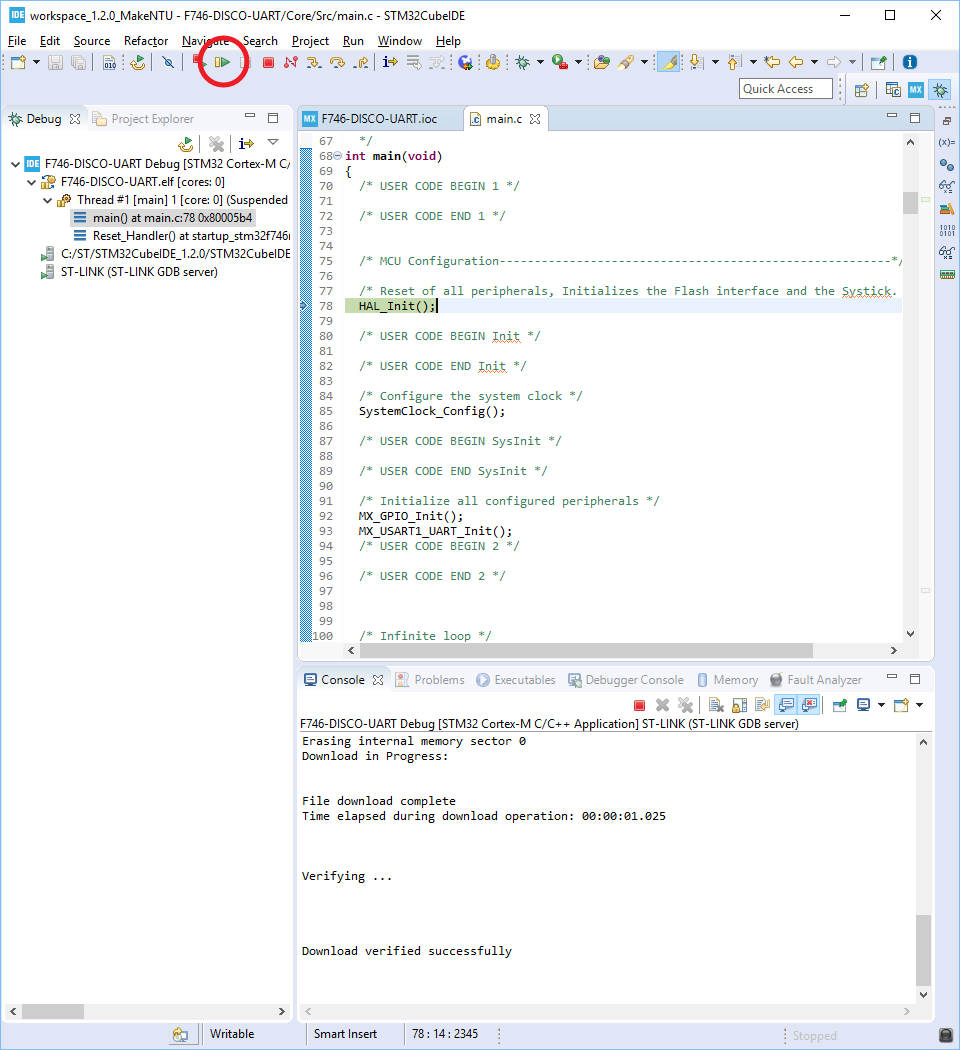 IDE workspace_1.2.0_MakeNTU - F746-DISCO-UART/Core/Src/main.c - STM32CubeIDE
File Edit Source Refactor Navigate Search Project Run Window Help
010
Quick Access
MX
Debug Project Explorer
IDE F746-DISCO-UART Debug [STM32 Cortex-M C/
F746-DISCO-UART.elf [cores: 0]
Thread #1 [main] 1 [core: 0] (Suspended
main() at main.c:78 0x80005b4
Reset_Handler() at startup_stm32f746
C:/ST/STM32CubeIDE_1.2.0/STM32CubeIDE
ST-LINK (ST-LINK GDB server)
MX F746-DISCO-UART.ioc main.c
67 */
68 int main(void)
69 {
70 /* USER CODE BEGIN 1 */
71
72 /* USER CODE END 1 */
73
74
75 /* MCU Configuration--------------------------------------------------------*/
76
77 /* Reset of all peripherals, Initializes the Flash interface and the Systick.
78 HAL_Init();
79
80 /* USER CODE BEGIN Init */
81
82 /* USER CODE END Init */
83
84 /* Configure the system clock */
85 SystemClock_Config();
86
87 /* USER CODE BEGIN SysInit */
88
89 /* USER CODE END SysInit */
90
91 /* Initialize all configured peripherals */
92 MX_GPIO_Init();
93 MX_USART1_UART_Init();
94 /* USER CODE BEGIN 2 */
95
96 /* USER CODE END 2 */
97
98
99
100 /* Infinite loop */
(x)=
1010
0101
Console Problems Executables Debugger Console Memory Fault Analyzer
F746-DISCO-UART Debug [STM32 Cortex-M C/C++ Application] ST-LINK (ST-LINK GDB server)
Erasing internal memory sector 0
Download in Progress:
File download complete
Time elapsed during download operation: 00:00:01.025
Verifying ...
Download verified successfully
Writable Smart Insert 78 : 14 : 2345 Stopped